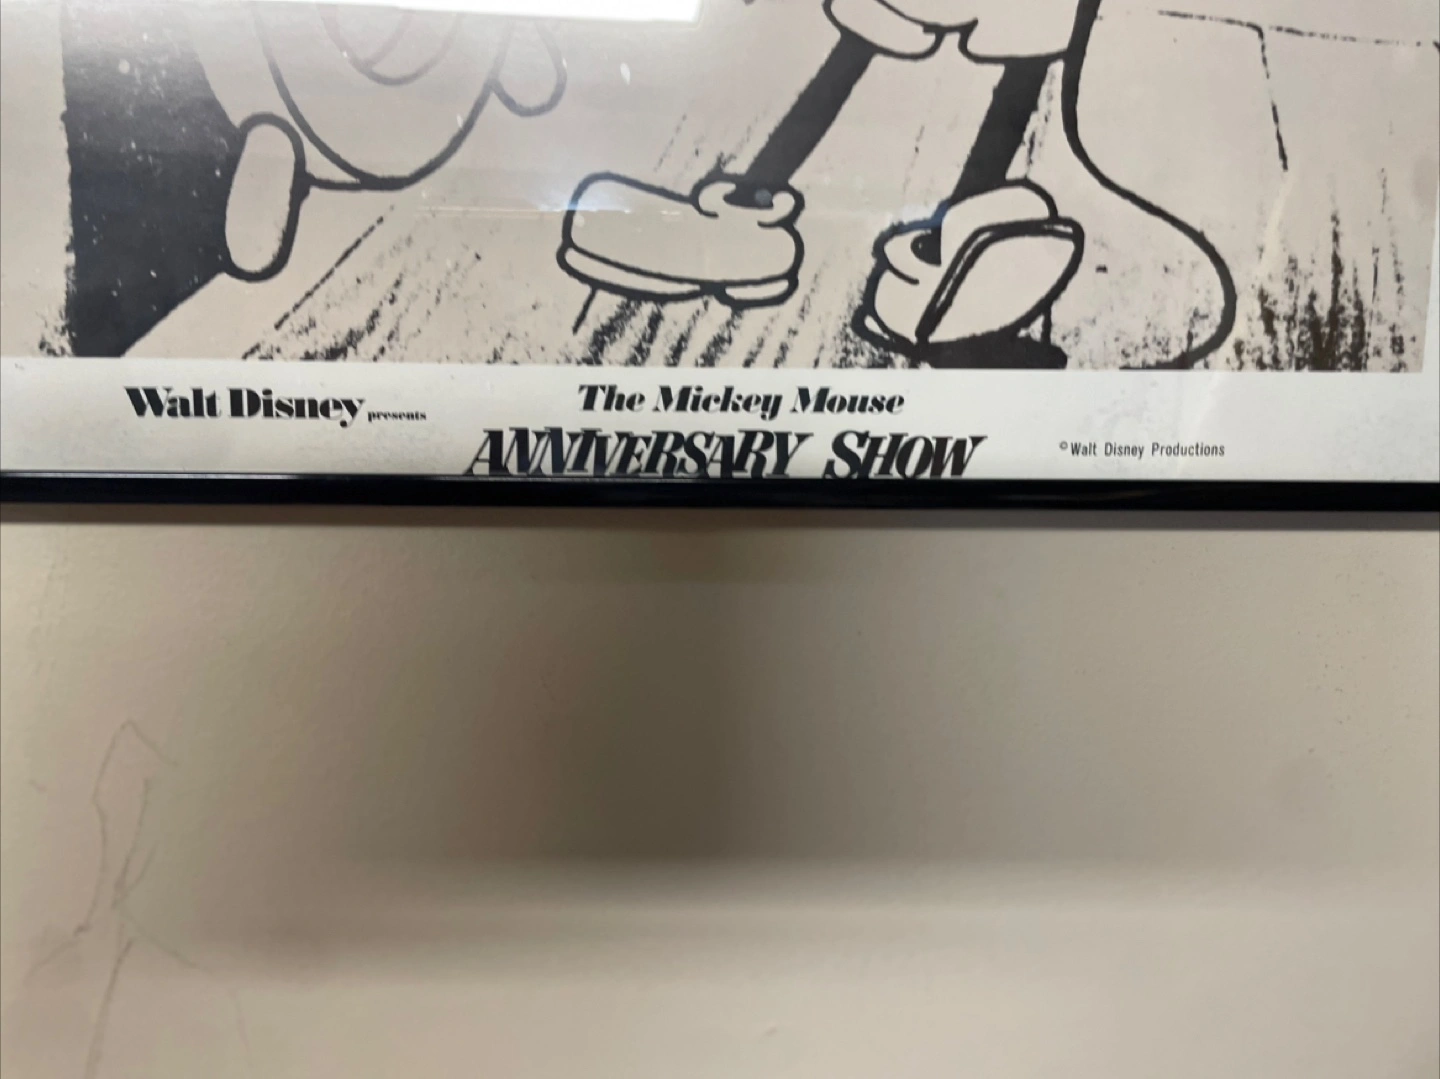 Walt Disney presents
The Mickey Mouse
ANNIVERSARY SHOW
©Walt Disney Productions